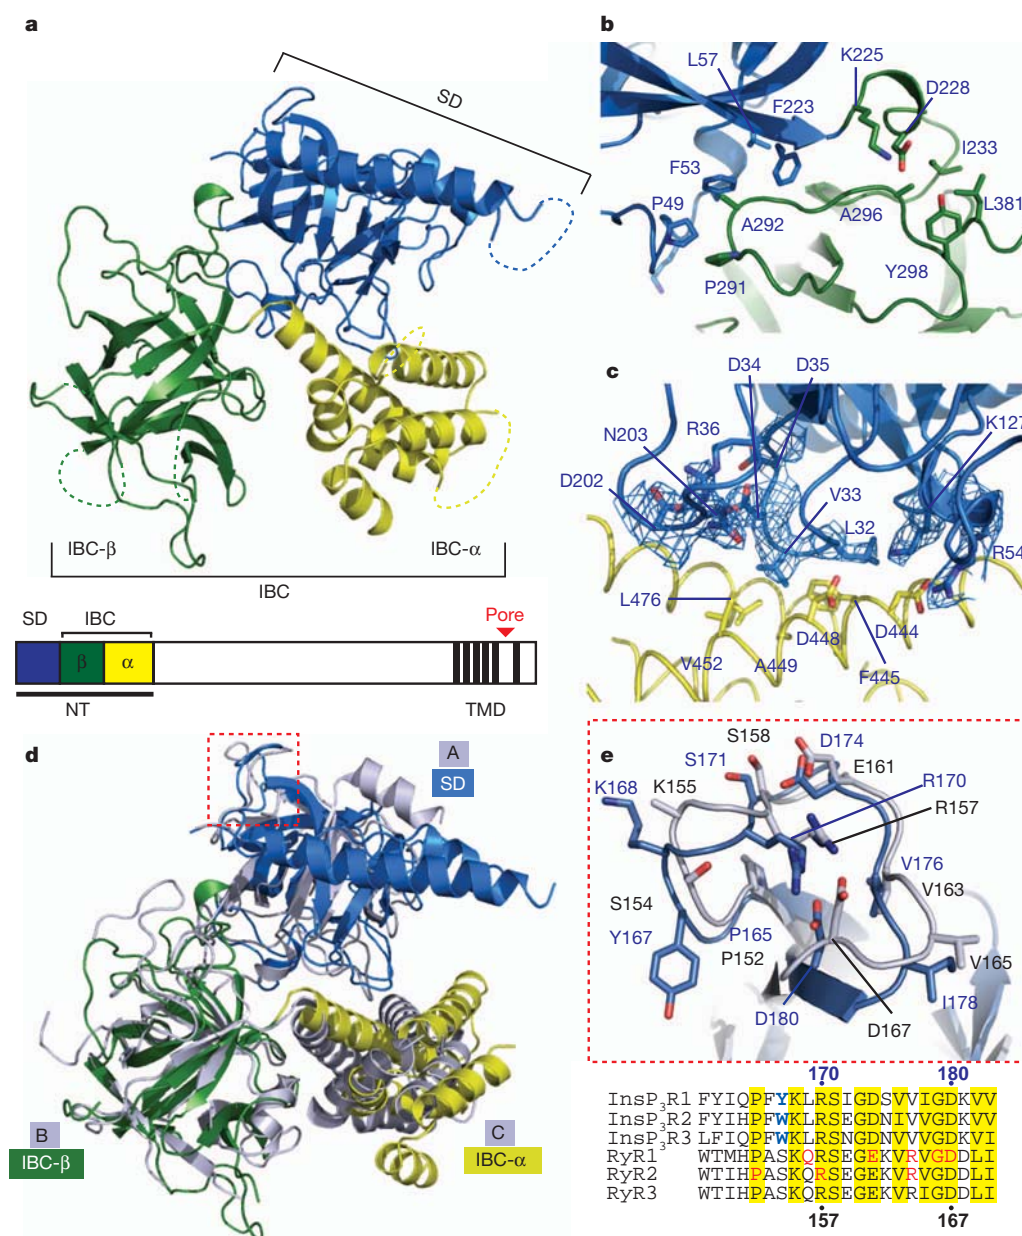 a
SD
IBC-β
IBC-α
IBC
SD
IBC
Pore
β
α
NT
TMD
b
K225
L57
D228
F223
I233
F53
P49
A292
A296
L381
P291
Y298
c
D34
D35
R36
K127
N203
D202
V33
L32
R54
L476
D448
D444
V452
A449
F445
d
A
SD
B
IBC-β
C
IBC-α
e
S158
D174
S171
E161
K168
K155
R170
R157
V176
V163
S154
Y167
P165
P152
V165
I178
D180
D167
170 180
InsP3R1 FYIQPFYKLRSIGDSVVIGDKVV
InsP3R2 FYIHPFWKLRSEGDNIVVGDKVV
InsP3R3 LFIQPFWKLRSNGDNVVVGDKVI
RyR1 WTMHPASKQRSEGEKVRVGDDLI
RyR2 WTIHPASKQRSEGEKVRVGDDLI
RyR3 WTIHPASKQRSEGEKVRIGDDLI
157 167